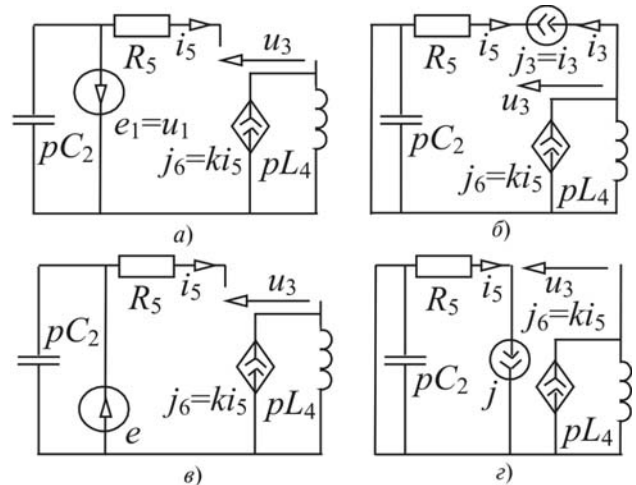 R₅ i₅ u₃
pC₂ e₁=u₁ j₆=ki₅ pL₄
а)
R₅ i₅ j₃=i₃ i₃
u₃
pC₂ j₆=ki₅ pL₄
б)
R₅ i₅ u₃
pC₂ e j₆=ki₅ pL₄
в)
R₅ i₅ u₃
j₆=ki₅
pC₂ j pL₄
г)